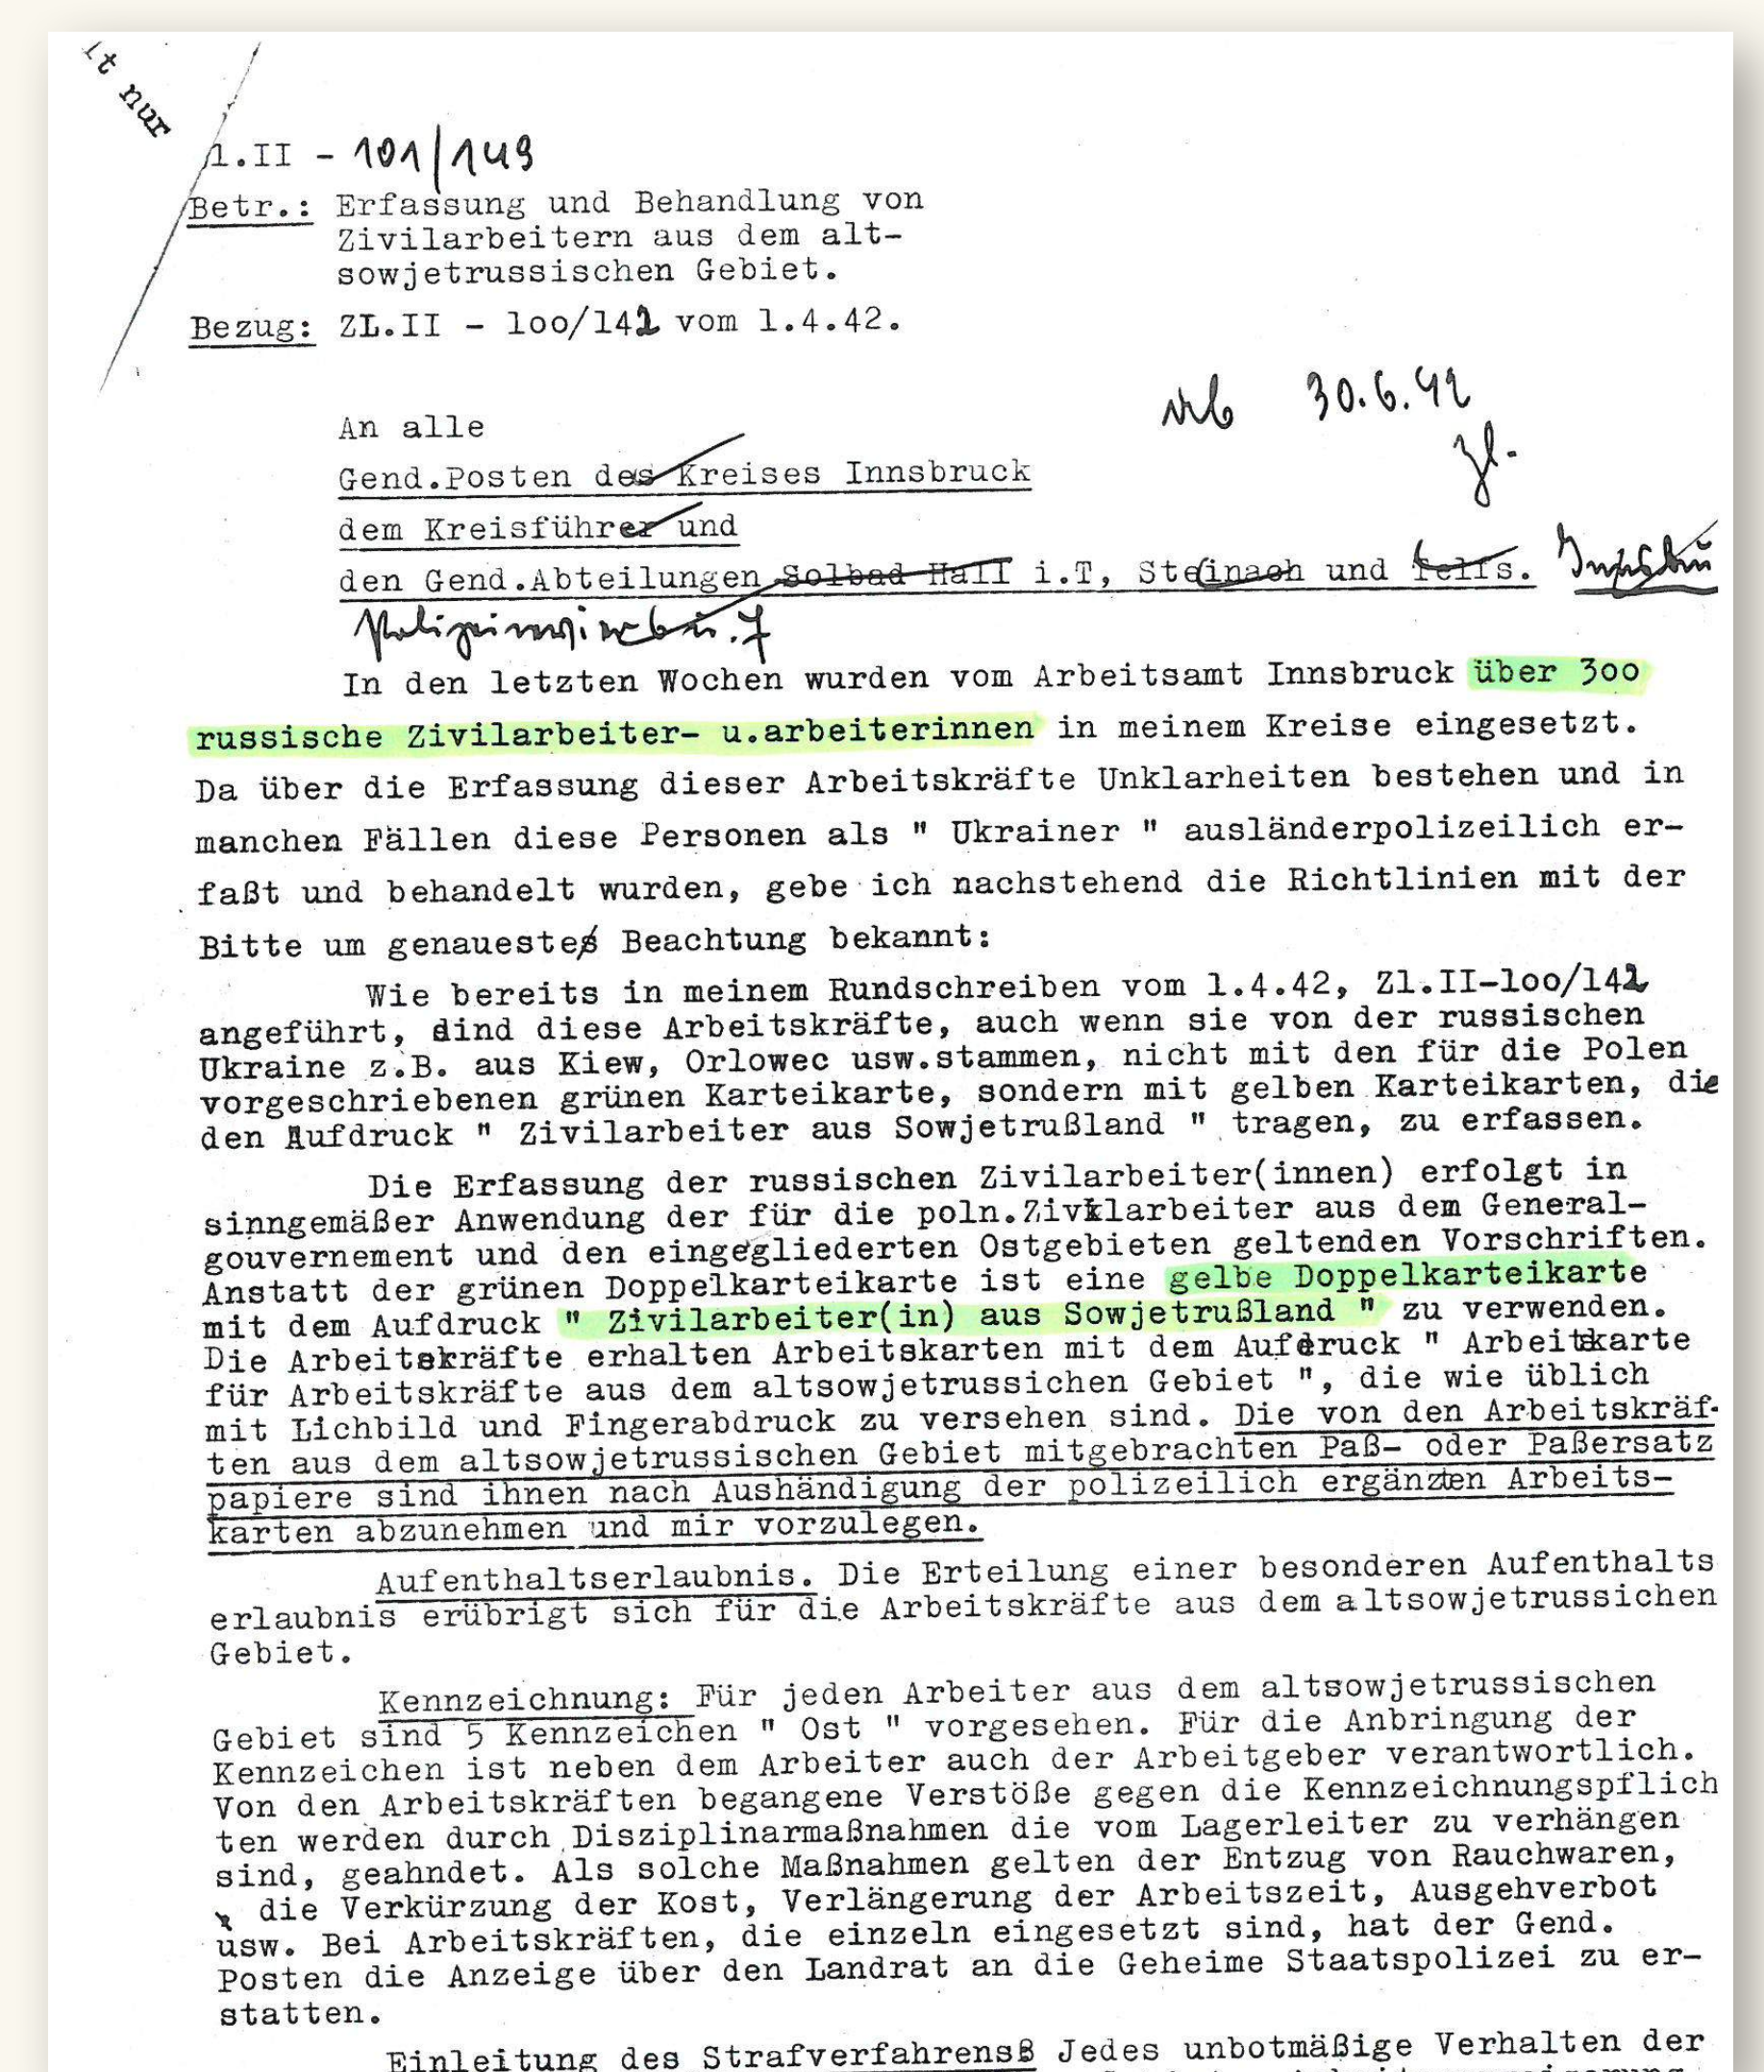 lt nur
1.II - 101/149
Betr.: Erfassung und Behandlung von
Zivilarbeitern aus dem alt-
sowjetrussischen Gebiet.
Bezug: ZL.II - 1oo/142 vom 1.4.42.
30.6.42
An alle
Gend.Posten des Kreises Innsbruck
dem Kreisführer und
den Gend.Abteilungen Solbad Hall i.T, Steinach und Telfs.
In den letzten Wochen wurden vom Arbeitsamt Innsbruck über 3oo
russische Zivilarbeiter- u.arbeiterinnen in meinem Kreise eingesetzt.
Da über die Erfassung dieser Arbeitskräfte Unklarheiten bestehen und in
manchen Fällen diese Personen als " Ukrainer " ausländerpolizeilich er-
faßt und behandelt wurden, gebe ich nachstehend die Richtlinien mit der
Bitte um genaueste Beachtung bekannt:
Wie bereits in meinem Rundschreiben vom 1.4.42, Zl.II-1oo/142
angeführt, sind diese Arbeitskräfte, auch wenn sie von der russischen
Ukraine z.B. aus Kiew, Orlowec usw.stammen, nicht mit den für die Polen
vorgeschriebenen grünen Karteikarte, sondern mit gelben Karteikarten, die
den Aufdruck " Zivilarbeiter aus Sowjetrußland " tragen, zu erfassen.
Die Erfassung der russischen Zivilarbeiter(innen) erfolgt in
sinngemäßer Anwendung der für die poln.Zivilarbeiter aus dem General-
gouvernement und den eingegliederten Ostgebieten geltenden Vorschriften.
Anstatt der grünen Doppelkarteikarte ist eine gelbe Doppelkarteikarte
mit dem Aufdruck " Zivilarbeiter(in) aus Sowjetrußland " zu verwenden.
Die Arbeitskräfte erhalten Arbeitskarten mit dem Aufdruck " Arbeitkarte
für Arbeitskräfte aus dem altsowjetrussichen Gebiet ", die wie üblich
mit Lichbild und Fingerabdruck zu versehen sind. Die von den Arbeitskräf-
ten aus dem altsowjetrussischen Gebiet mitgebrachten Paß- oder Paßersatz
papiere sind ihnen nach Aushändigung der polizeilich ergänzten Arbeits-
karten abzunehmen und mir vorzulegen.
Aufenthaltserlaubnis. Die Erteilung einer besonderen Aufenthalts
erlaubnis erübrigt sich für die Arbeitskräfte aus dem altsowjetrussichen
Gebiet.
Kennzeichnung: Für jeden Arbeiter aus dem altsowjetrussischen
Gebiet sind 5 Kennzeichen " Ost " vorgesehen. Für die Anbringung der
Kennzeichen ist neben dem Arbeiter auch der Arbeitgeber verantwortlich.
Von den Arbeitskräften begangene Verstöße gegen die Kennzeichnungspflich
ten werden durch Disziplinarmaßnahmen die vom Lagerleiter zu verhängen
sind, geahndet. Als solche Maßnahmen gelten der Entzug von Rauchwaren,
die Verkürzung der Kost, Verlängerung der Arbeitszeit, Ausgehverbot
usw. Bei Arbeitskräften, die einzeln eingesetzt sind, hat der Gend.
Posten die Anzeige über den Landrat an die Geheime Staatspolizei zu er-
statten.
Einleitung des Strafverfahrensß Jedes unbotmäßige Verhalten der